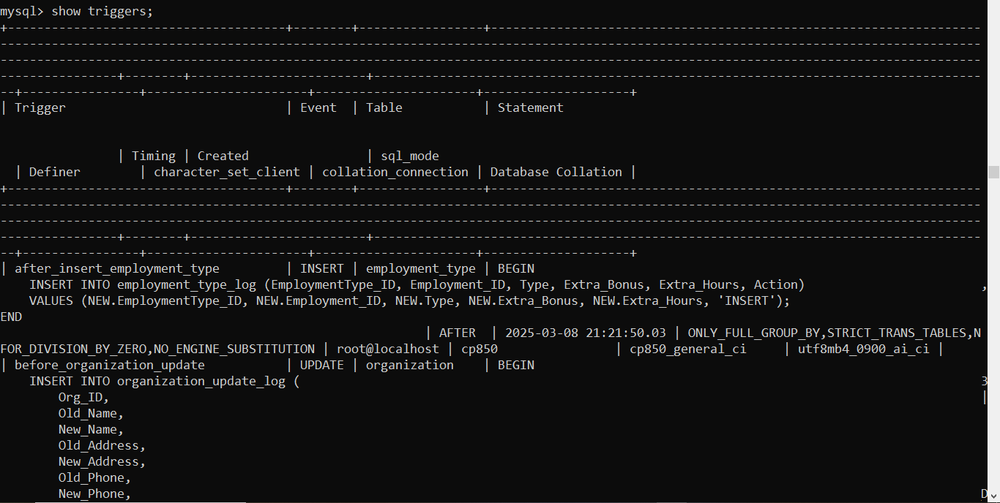 mysql> show triggers;
+--------------------------------------+--------+-----------------+-------------------------------------------------------------------
--------------------------------------------------------------------------------------------------------------------------------------
--------------------------------------------------------------------------------------------------------------------------------------
----------------+--------+-------------------------+-----------------------------------------------------------------------------------
--+----------------+----------------------+----------------------+--------------------+
| Trigger                              | Event  | Table           | Statement
                | Timing | Created                | sql_mode
  | Definer        | character_set_client | collation_connection | Database Collation |
+--------------------------------------+--------+-----------------+-------------------------------------------------------------------
--------------------------------------------------------------------------------------------------------------------------------------
--------------------------------------------------------------------------------------------------------------------------------------
----------------+--------+-------------------------+-----------------------------------------------------------------------------------
--+----------------+----------------------+----------------------+--------------------+
| after_insert_employment_type         | INSERT | employment_type | BEGIN
    INSERT INTO employment_type_log (EmploymentType_ID, Employment_ID, Type, Extra_Bonus, Extra_Hours, Action)                        ,
    VALUES (NEW.EmploymentType_ID, NEW.Employment_ID, NEW.Type, NEW.Extra_Bonus, NEW.Extra_Hours, 'INSERT');
END
                                                          | AFTER  | 2025-03-08 21:21:50.03 | ONLY_FULL_GROUP_BY,STRICT_TRANS_TABLES,N
FOR_DIVISION_BY_ZERO,NO_ENGINE_SUBSTITUTION | root@localhost | cp850                | cp850_general_ci     | utf8mb4_0900_ai_ci |
| before_organization_update           | UPDATE | organization    | BEGIN
    INSERT INTO organization_update_log (                                                                                             3
        Org_ID,                                                                                                                       |
        Old_Name,
        New_Name,
        Old_Address,
        New_Address,
        Old_Phone,
        New_Phone,                                                                                                                    D